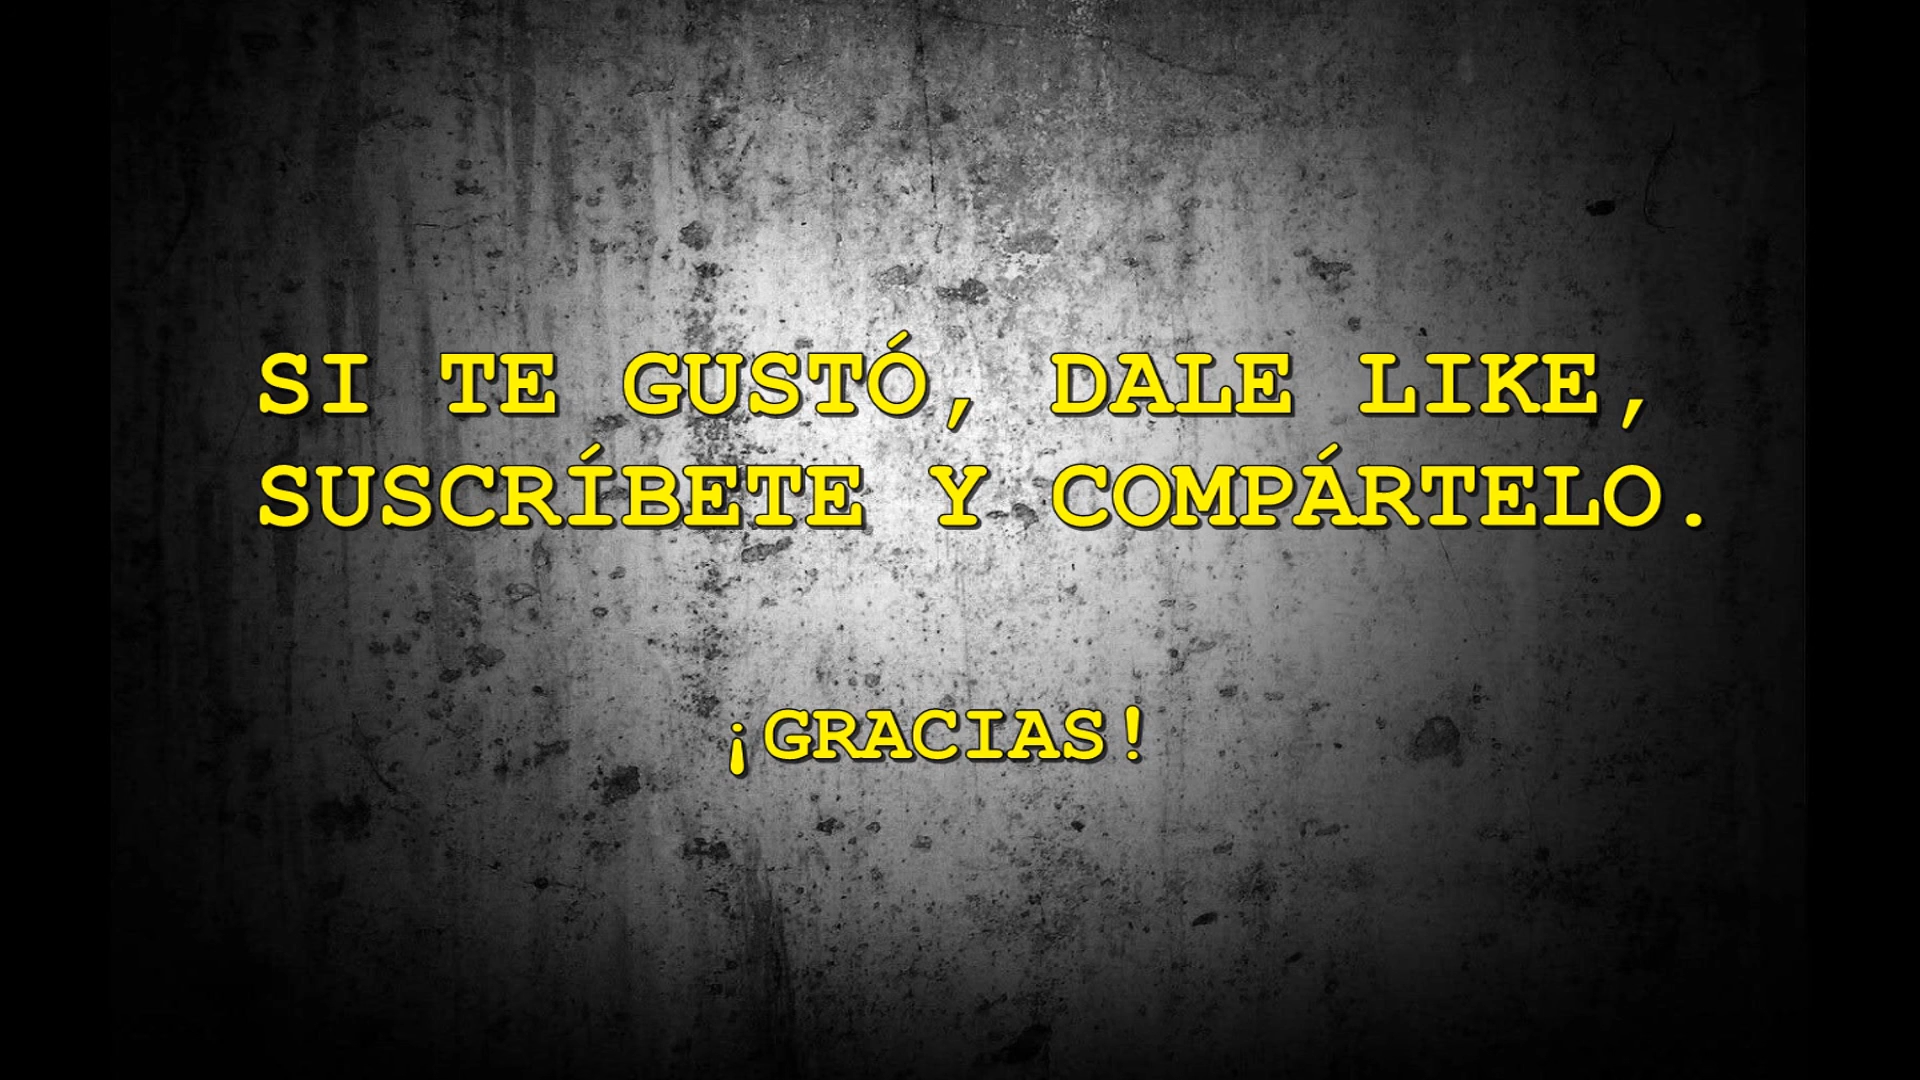 SI TE GUSTÓ, DALE LIKE,
SUSCRÍBETE Y COMPÁRTELO.
¡GRACIAS!